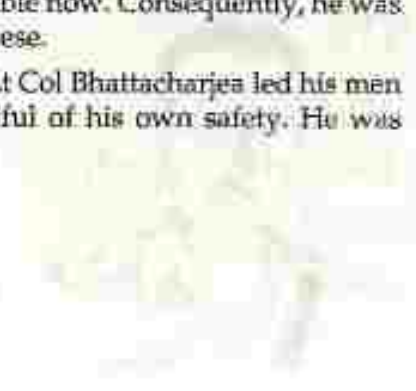 ble now. Consequently, he was
ese.
t Col Bhattacharjea led his men
ful of his own safety. He was